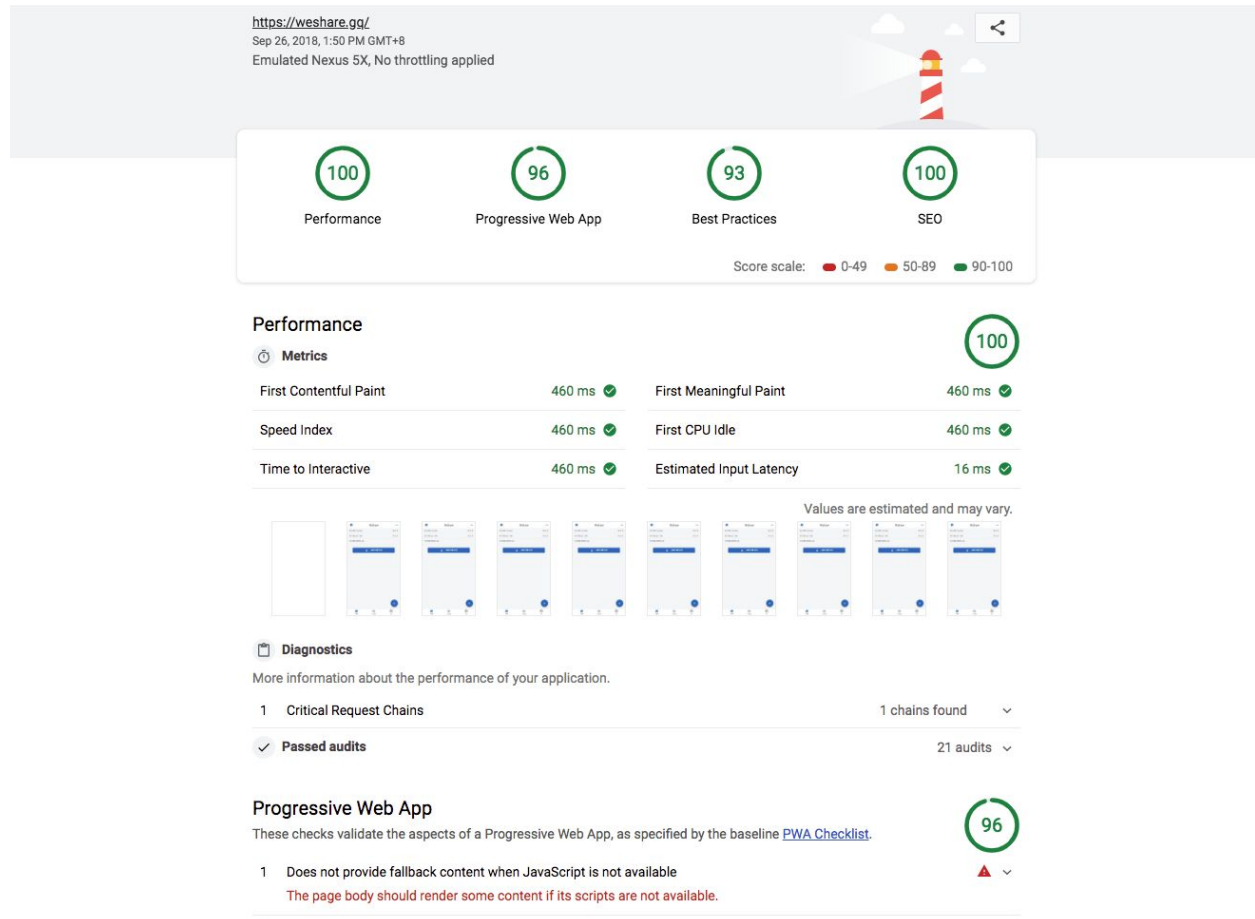 https://weshare.gq/
Sep 26, 2018, 1:50 PM GMT+8
Emulated Nexus 5X, No throttling applied
100
96
93
100
Performance
Progressive Web App
Best Practices
SEO
Score scale: 0-49 50-89 90-100
Performance
100
Metrics
First Contentful Paint 460 ms
First Meaningful Paint 460 ms
Speed Index 460 ms
First CPU Idle 460 ms
Time to Interactive 460 ms
Estimated Input Latency 16 ms
Values are estimated and may vary.
Diagnostics
More information about the performance of your application.
1 Critical Request Chains 1 chains found
Passed audits 21 audits
Progressive Web App
96
These checks validate the aspects of a Progressive Web App, as specified by the baseline PWA Checklist.
1 Does not provide fallback content when JavaScript is not available
The page body should render some content if its scripts are not available.